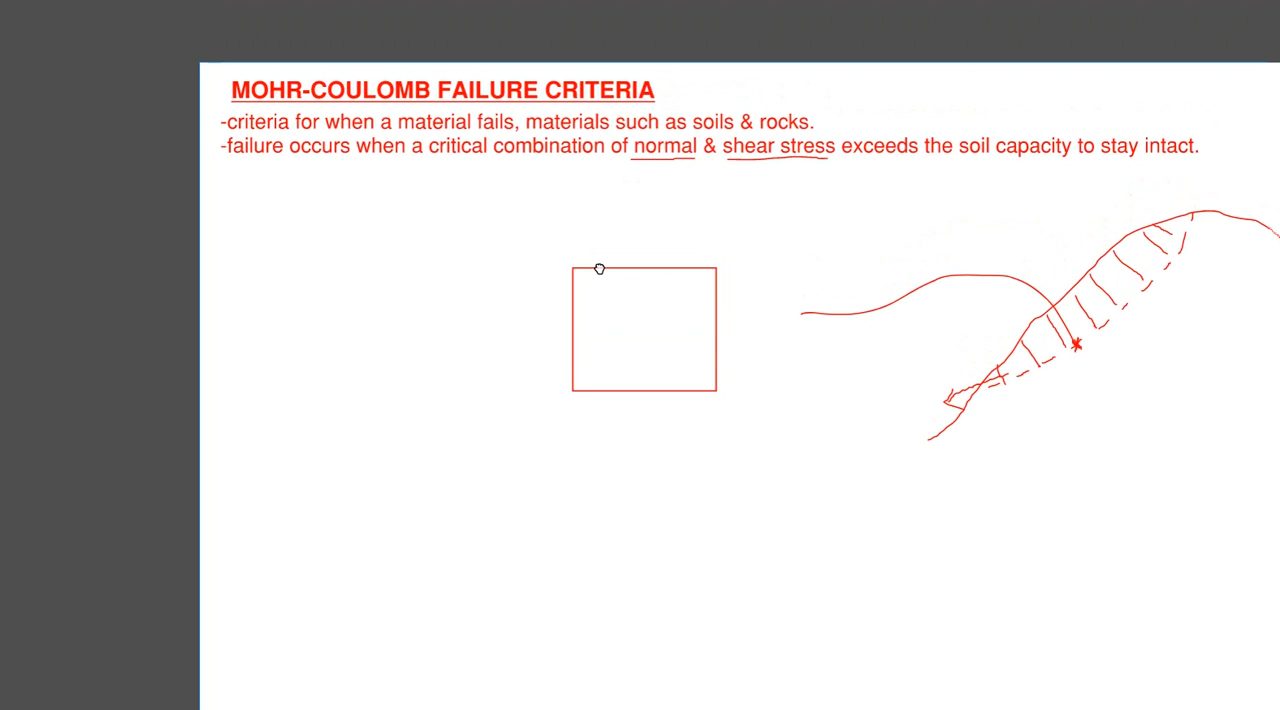 MOHR-COULOMB FAILURE CRITERIA
-criteria for when a material fails, materials such as soils & rocks.
-failure occurs when a critical combination of normal & shear stress exceeds the soil capacity to stay intact.